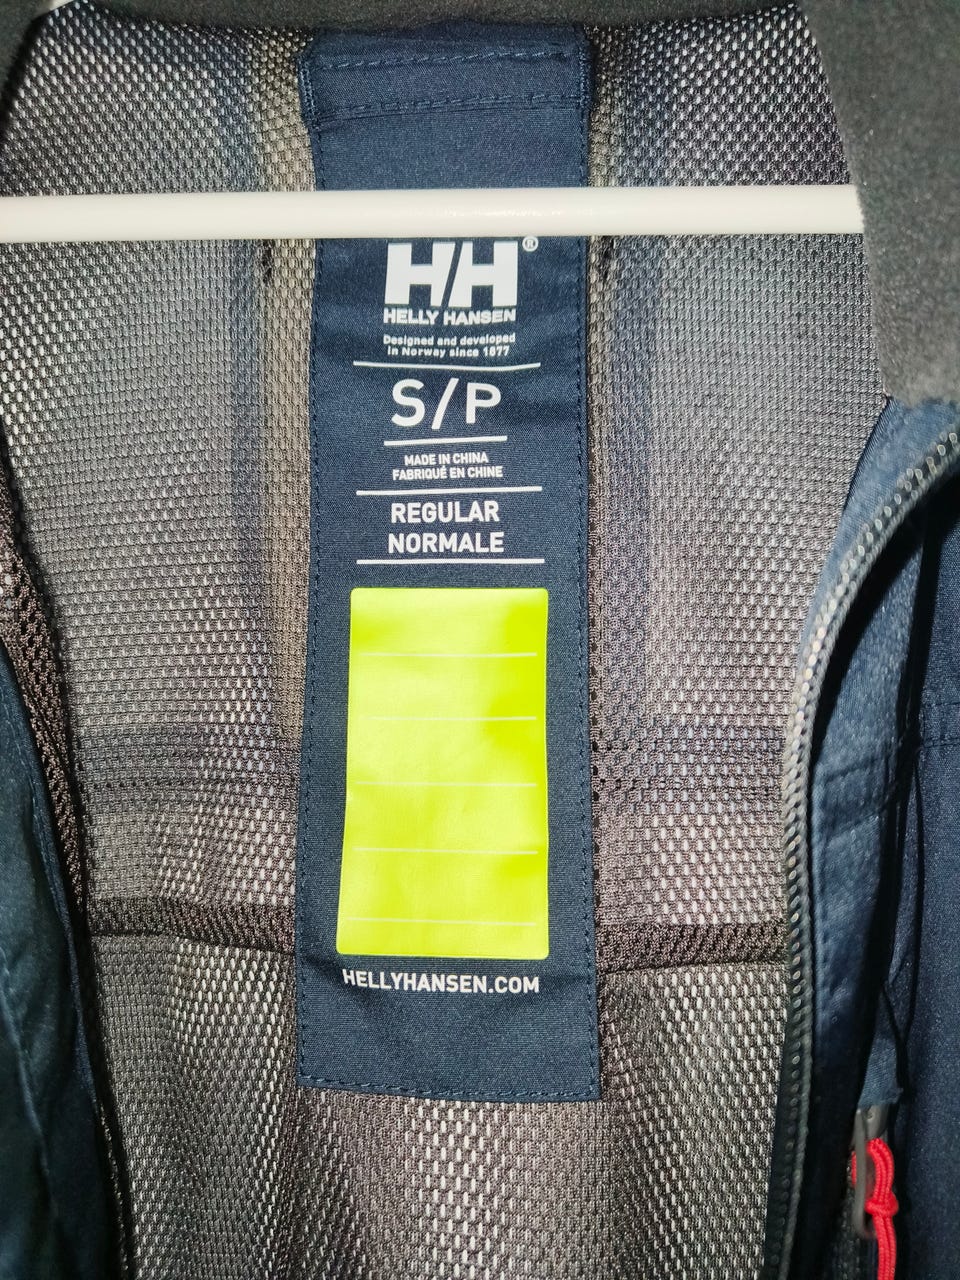 HH®
HELLY HANSEN
Designed and developed
in Norway since 1877
S/P
MADE IN CHINA
FABRIQUÉ EN CHINE
REGULAR
NORMALE
HELLYHANSEN.COM